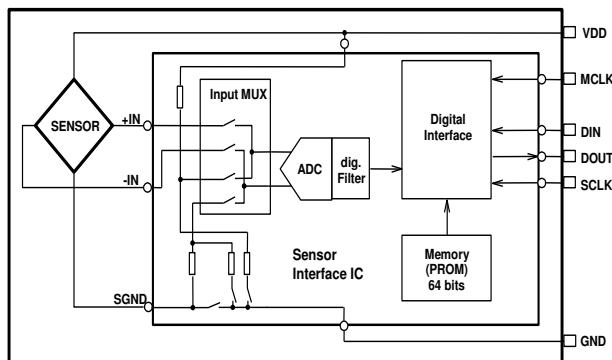 VDD
MCLK
DIN
DOUT
SCLK
GND
SENSOR
+IN
-IN
SGND
Input MUX
ADC
dig.
Filter
Digital
Interface
Memory
(PROM)
64 bits
Sensor
Interface IC